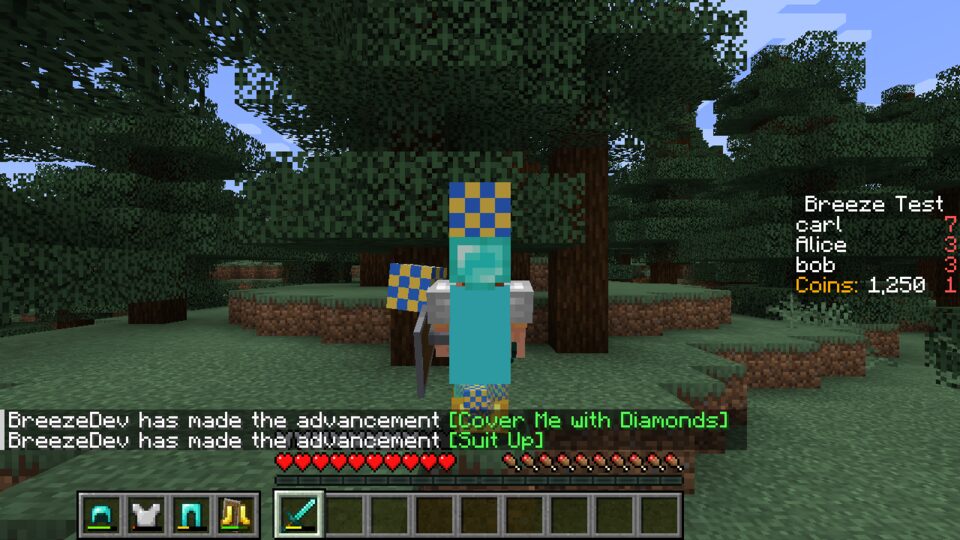 Breeze Test
carl 7
Alice 3
bob 3
Coins: 1,250 1
BreezeDev has made the advancement [Cover Me with Diamonds]
BreezeDev has made the advancement [Suit Up]